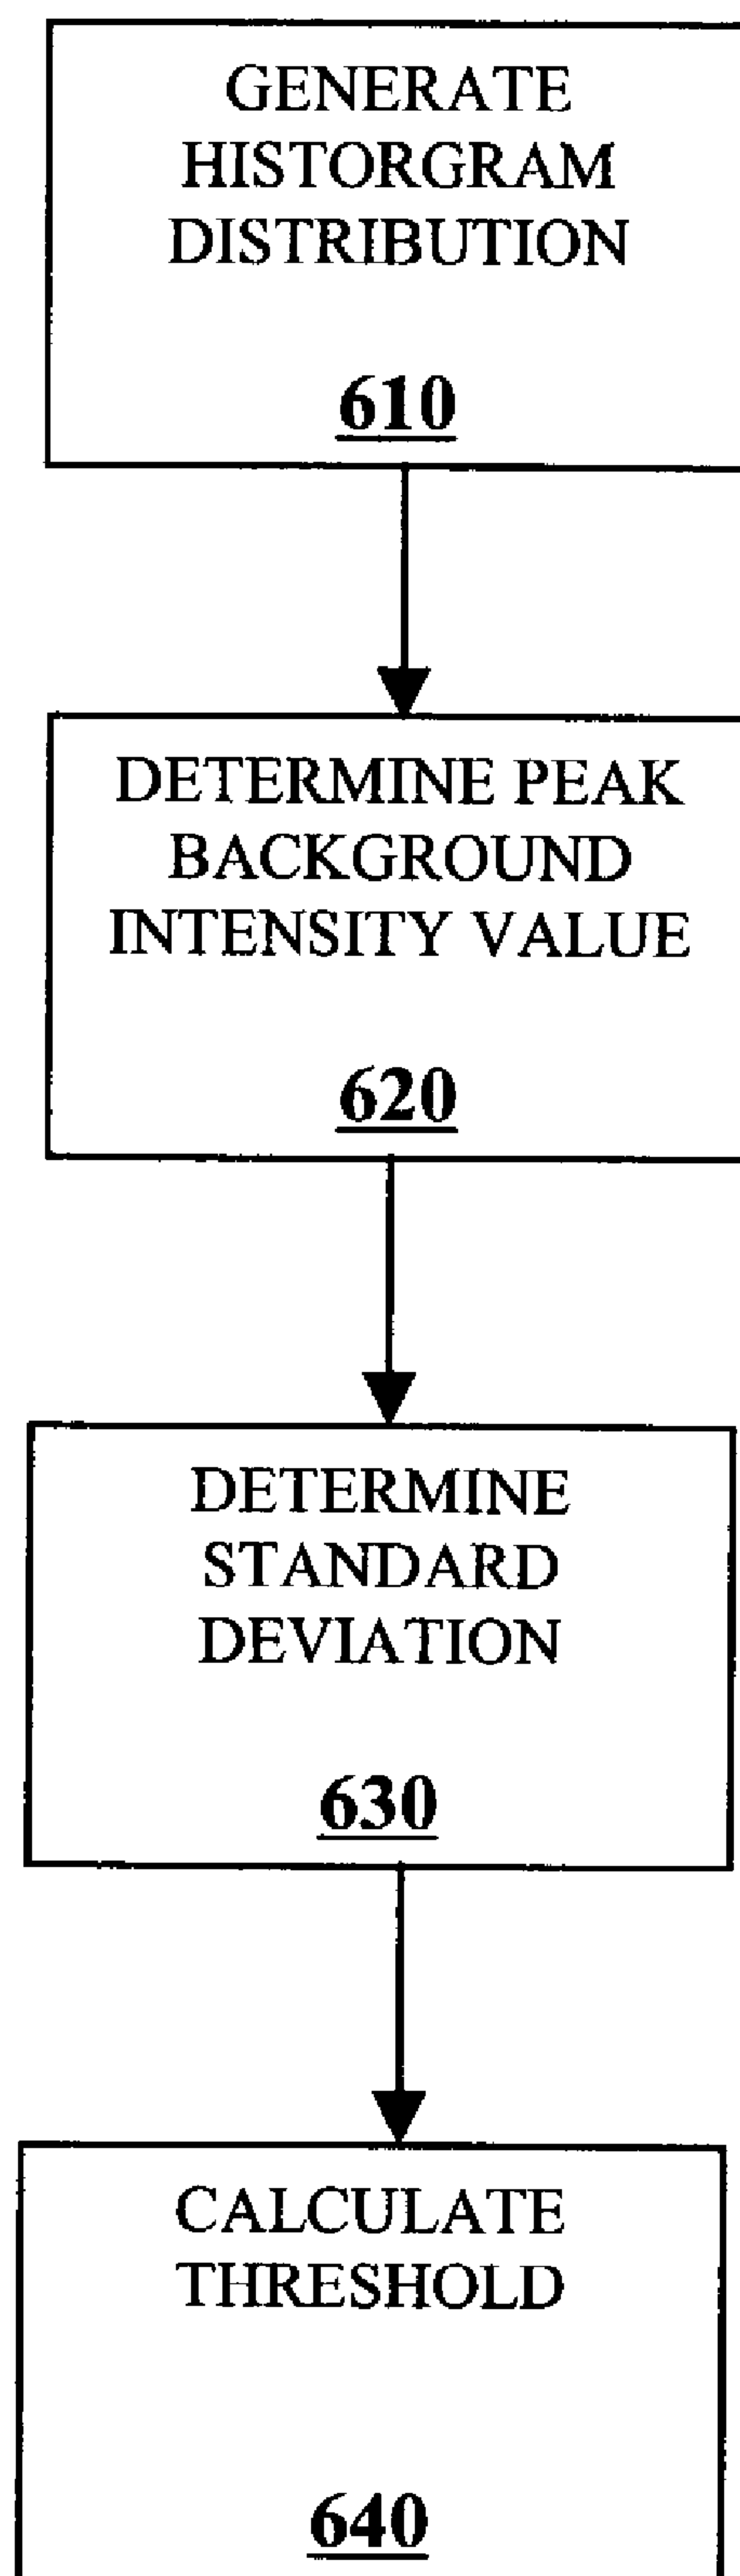 GENERATE
HISTORGRAM
DISTRIBUTION
610
DETERMINE PEAK
BACKGROUND
INTENSITY VALUE
620
DETERMINE
STANDARD
DEVIATION
630
CALCULATE
THRESHOLD
640